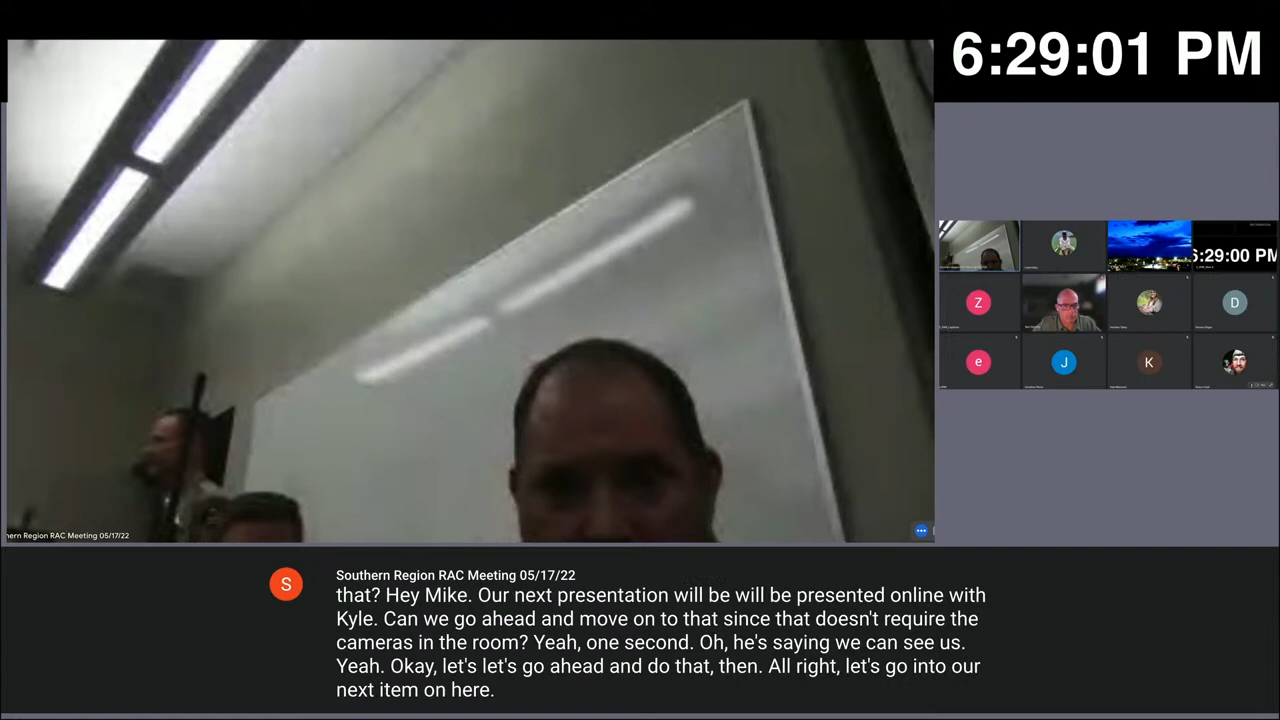 6:29:01 PM
6:29:00 PM
Z
D
e
J
K
hern Region RAC Meeting 05/17/22
S
Southern Region RAC Meeting 05/17/22
that? Hey Mike. Our next presentation will be will be presented online with
Kyle. Can we go ahead and move on to that since that doesn't require the
cameras in the room? Yeah, one second. Oh, he's saying we can see us.
Yeah. Okay, let's let's go ahead and do that, then. All right, let's go into our
next item on here.